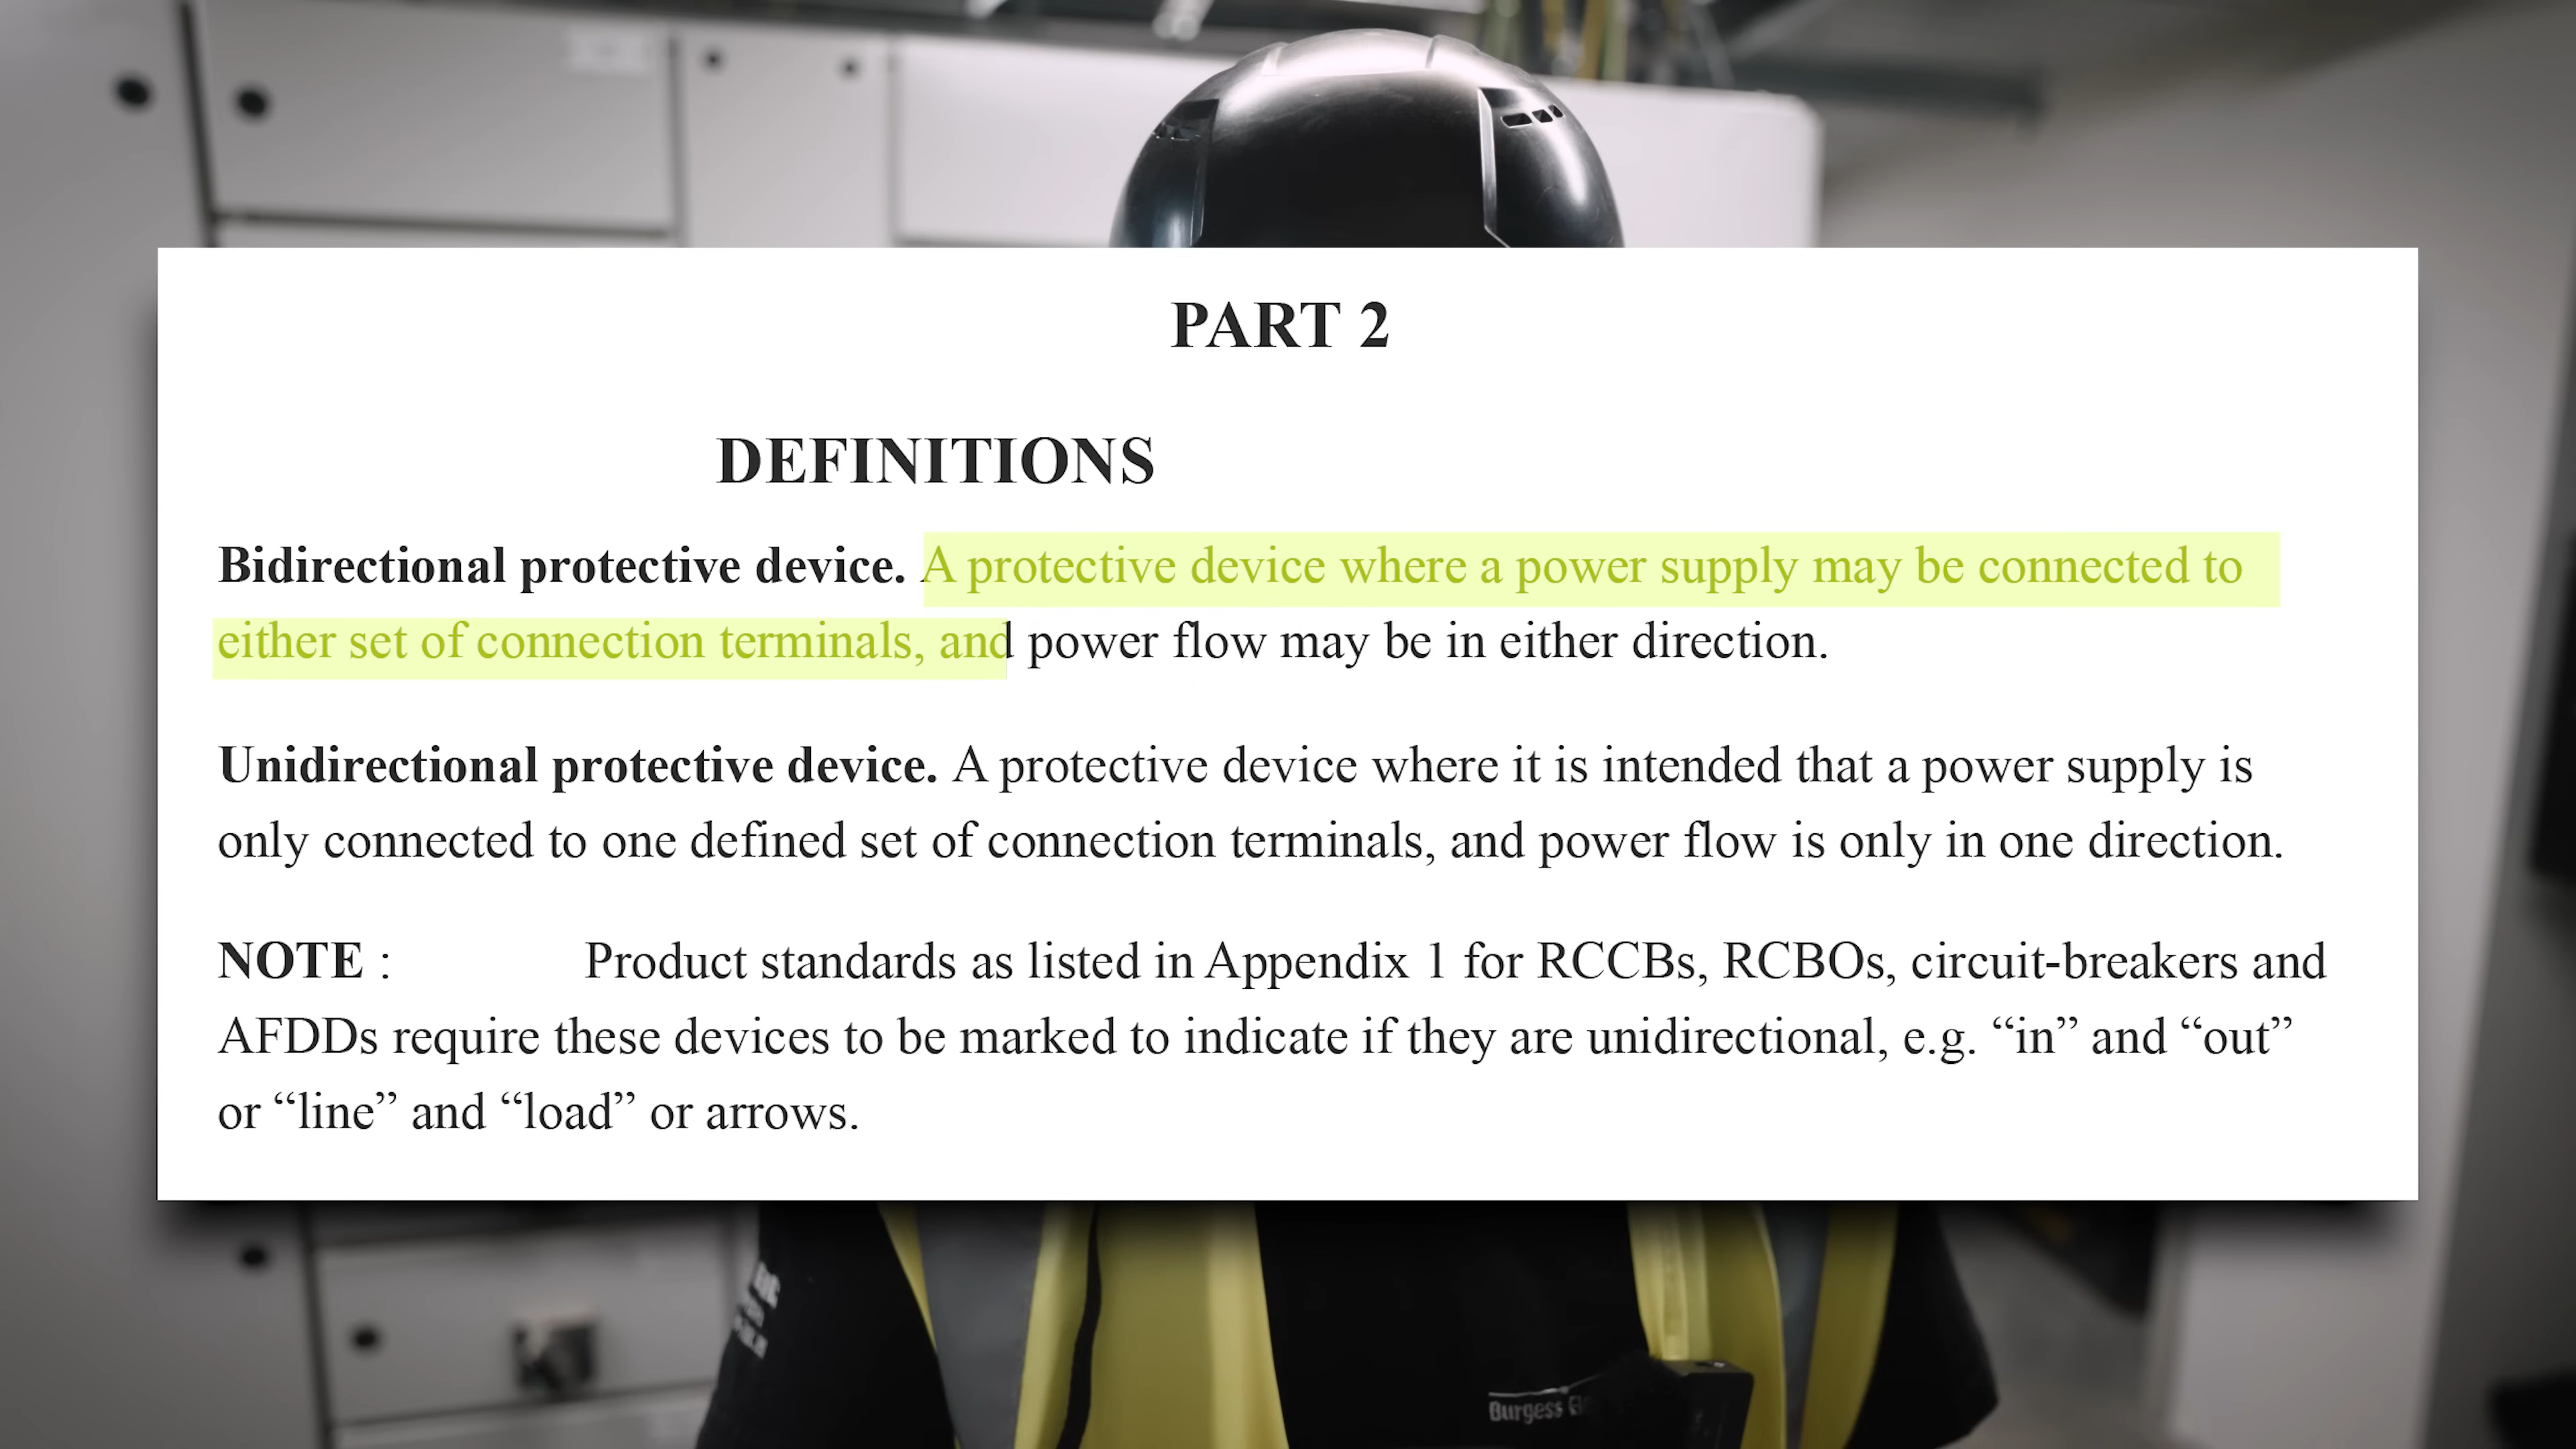 PART 2
DEFINITIONS
Bidirectional protective device. A protective device where a power supply may be connected to
either set of connection terminals, and power flow may be in either direction.
Unidirectional protective device. A protective device where it is intended that a power supply is
only connected to one defined set of connection terminals, and power flow is only in one direction.
NOTE : Product standards as listed in Appendix 1 for RCCBs, RCBOs, circuit-breakers and
AFDDs require these devices to be marked to indicate if they are unidirectional, e.g. “in” and “out”
or “line” and “load” or arrows.
Burgess